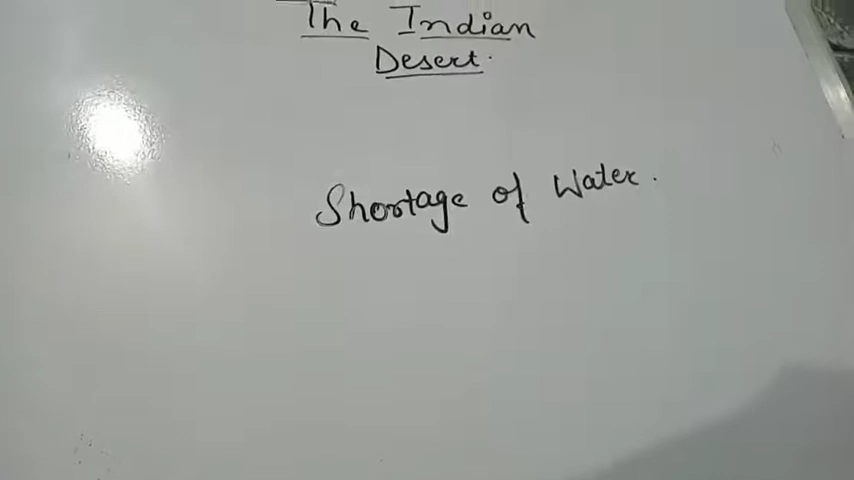 The Indian
Desert.
Shortage of Water.